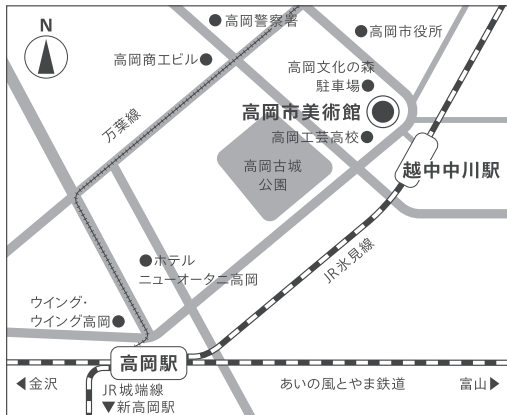 N
高岡警察署
高岡市役所
高岡商工ビル
高岡文化の森
駐車場
高岡市美術館
万葉線
高岡工芸高校
高岡古城
公園
越中中川駅
ホテル
ニューオータニ高岡
JR氷見線
ウイング・
ウイング高岡
高岡駅
◀金沢
JR城端線
▼新高岡駅
あいの風とやま鉄道
富山▶